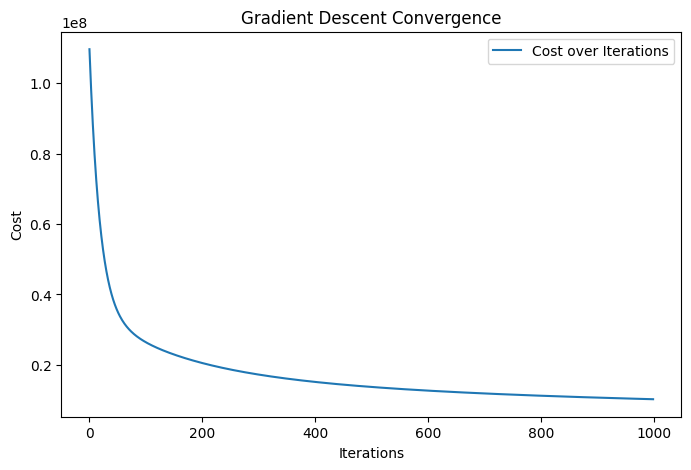 Gradient Descent Convergence
1e8
Cost over Iterations
1.0
0.8
0.6
0.4
0.2
Cost
0
200
400
600
800
1000
Iterations